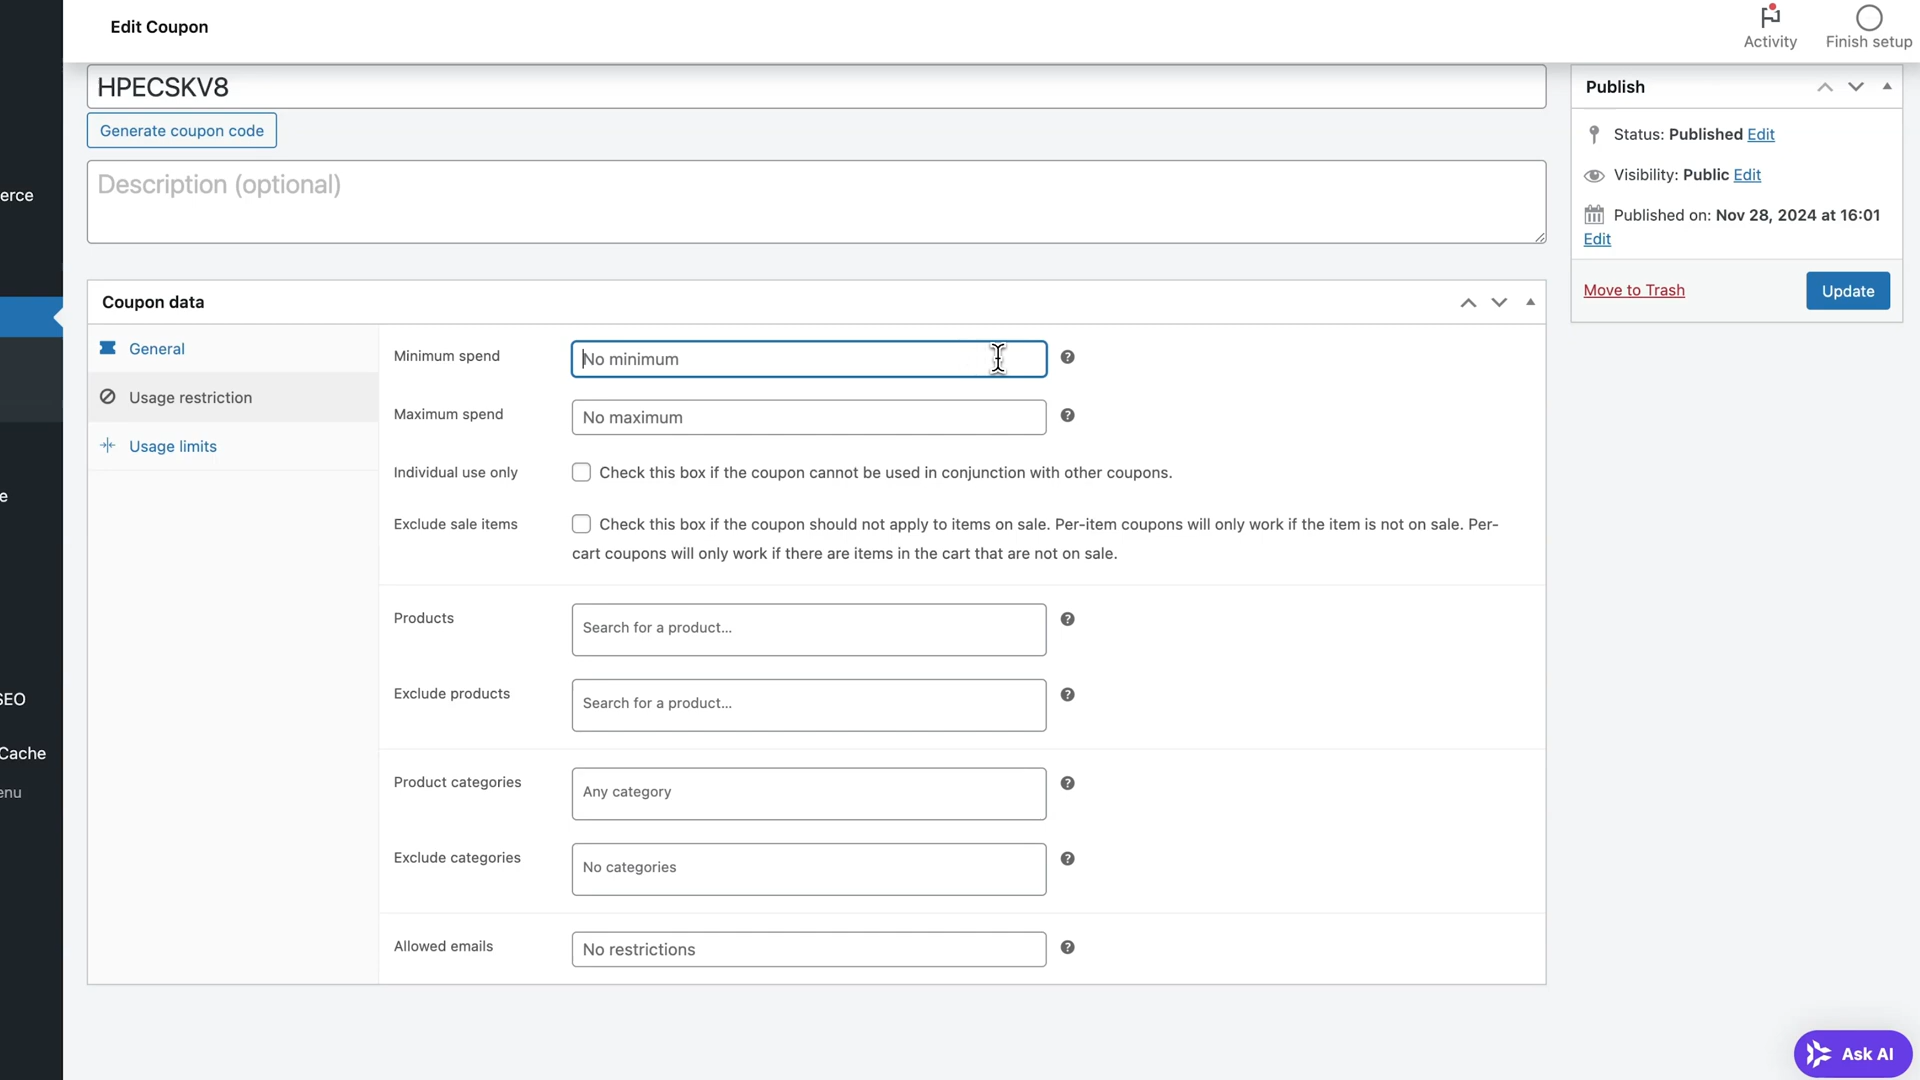 Edit Coupon
Activity
Finish setup
HPECSKV8
Generate coupon code
Description (optional)
Publish
Status: Published Edit
Visibility: Public Edit
Published on: Nov 28, 2024 at 16:01
Edit
Move to Trash
Update
erce
e
SEO
Cache
enu
Coupon data
General
Usage restriction
Usage limits
Minimum spend
No minimum
Maximum spend
No maximum
Individual use only
Check this box if the coupon cannot be used in conjunction with other coupons.
Exclude sale items
Check this box if the coupon should not apply to items on sale. Per-item coupons will only work if the item is not on sale. Per-
cart coupons will only work if there are items in the cart that are not on sale.
Products
Search for a product...
Exclude products
Search for a product...
Product categories
Any category
Exclude categories
No categories
Allowed emails
No restrictions
Ask AI